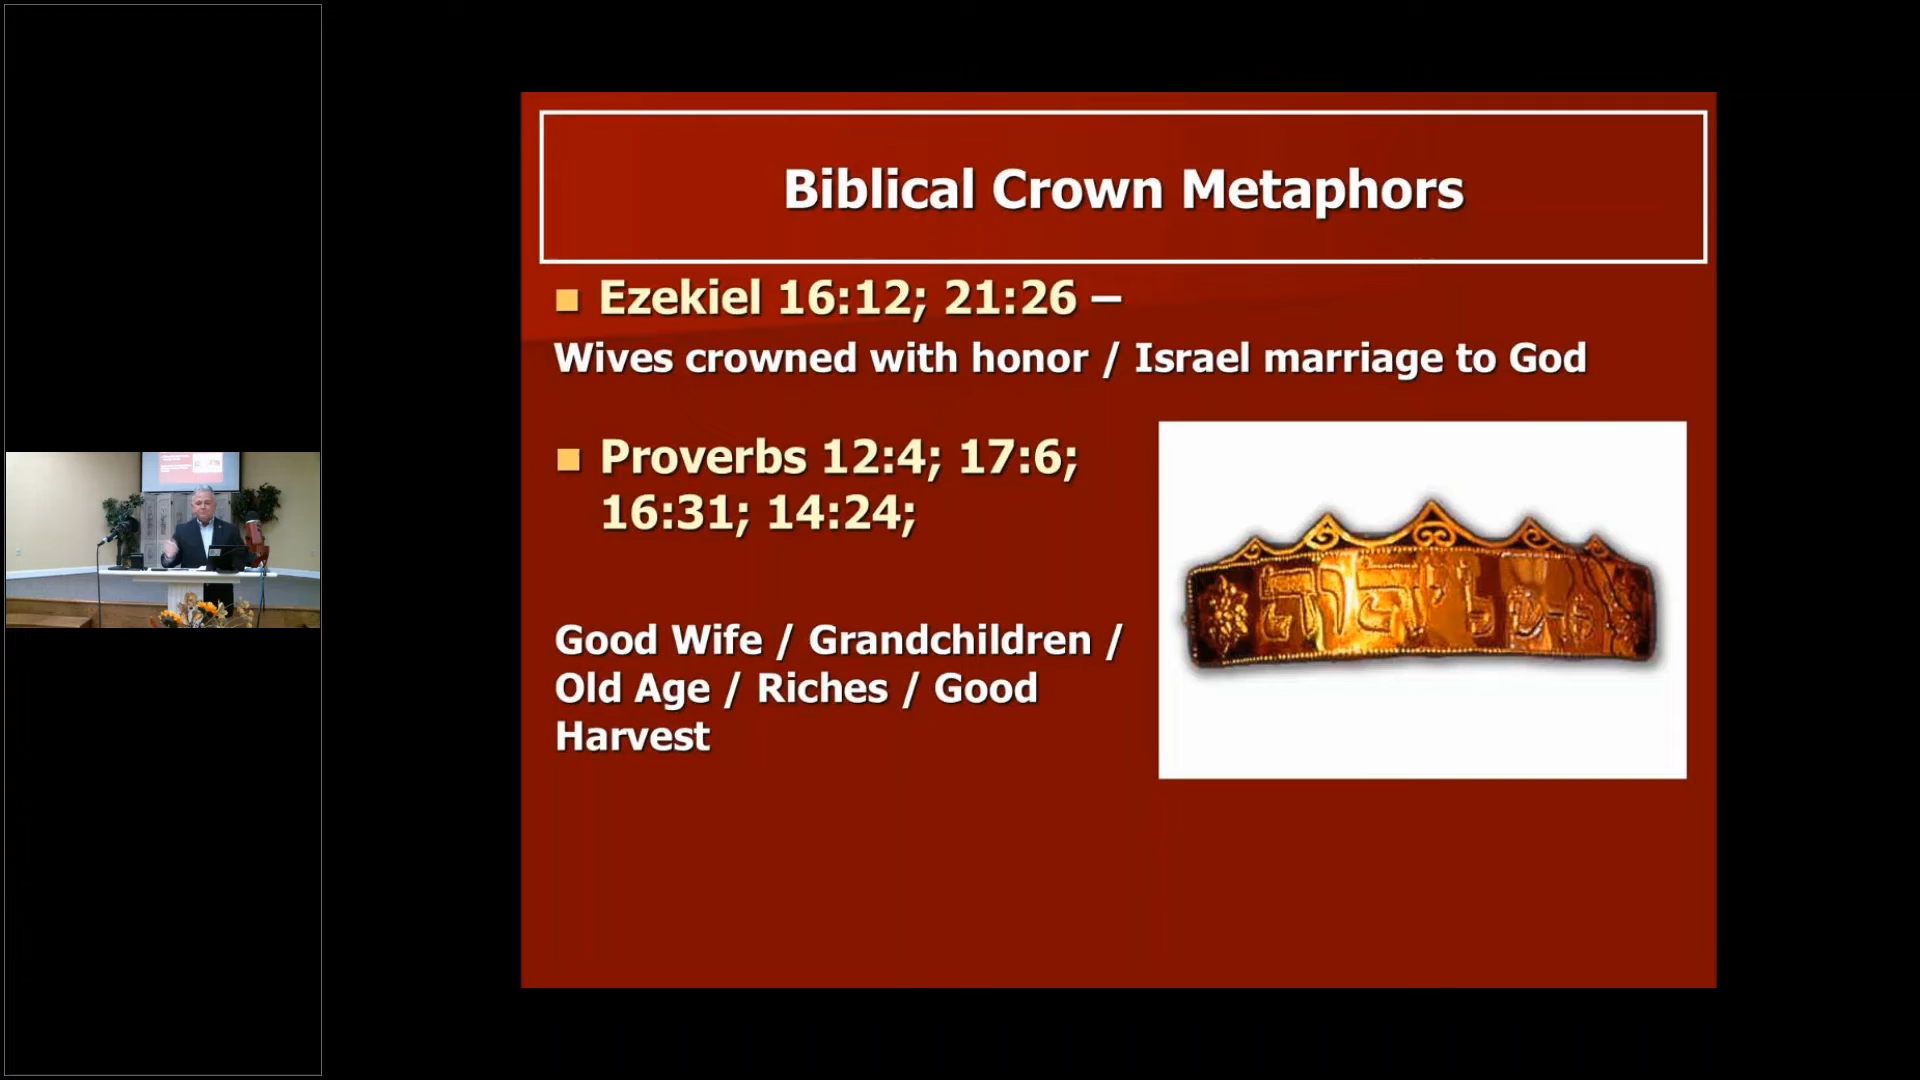 Biblical Crown Metaphors
■ Ezekiel 16:12; 21:26 –
Wives crowned with honor / Israel marriage to God
■ Proverbs 12:4; 17:6;
16:31; 14:24;
Good Wife / Grandchildren /
Old Age / Riches / Good
Harvest
ליהוה